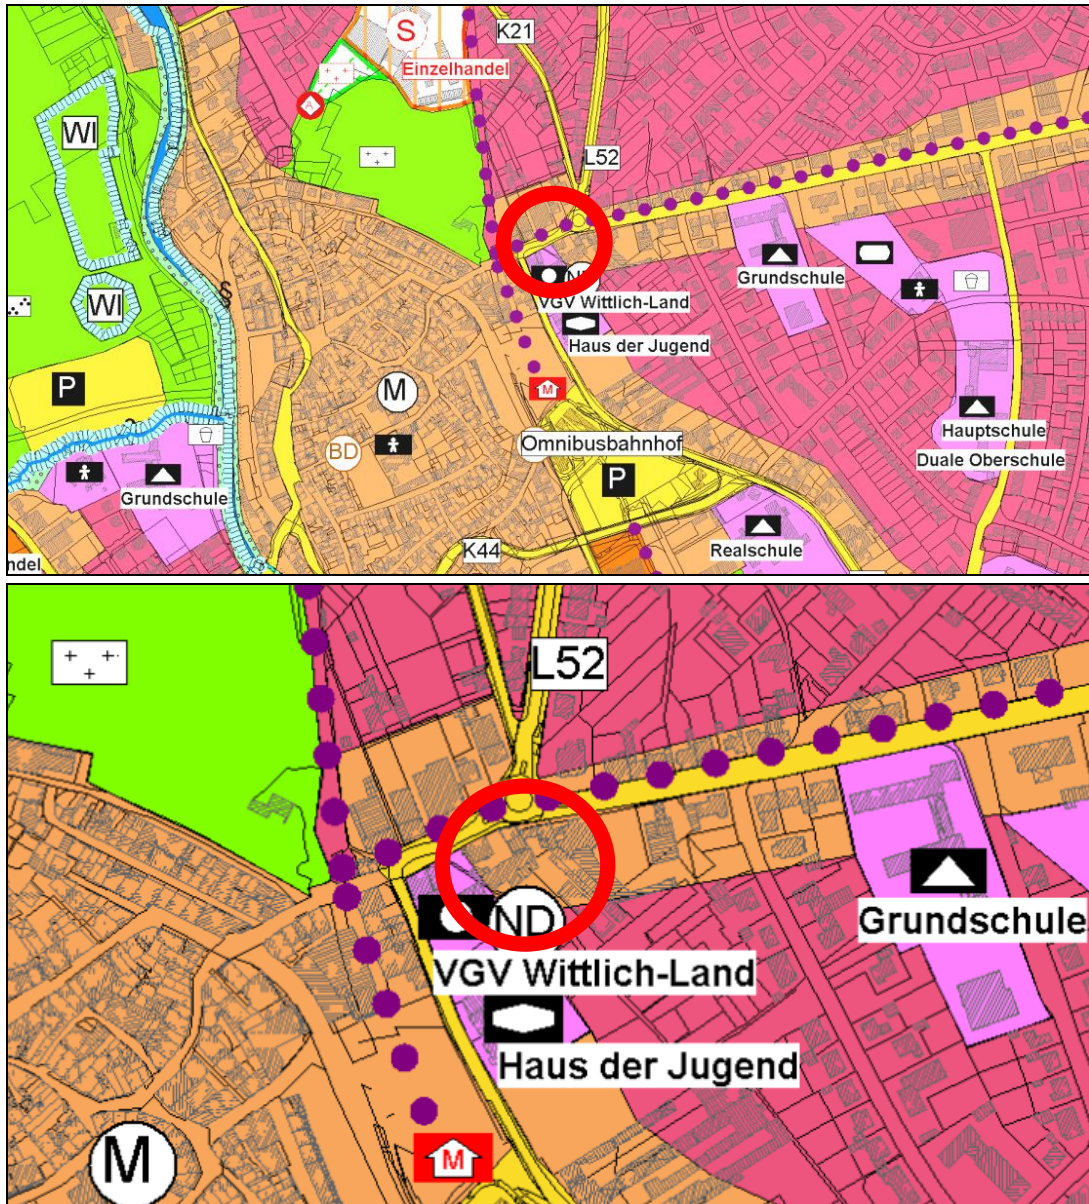 S
Einzelhandel
K21
A
WI
L52
WI
ND
VGV Wittlich-Land
Grundschule
Haus der Jugend
P
M
M
Hauptschule
BD
Omnibusbahnhof
Duale Oberschule
P
Grundschule
Realschule
K44
ndel
L52
ND
Grundschule
VGV Wittlich-Land
Haus der Jugend
M
M